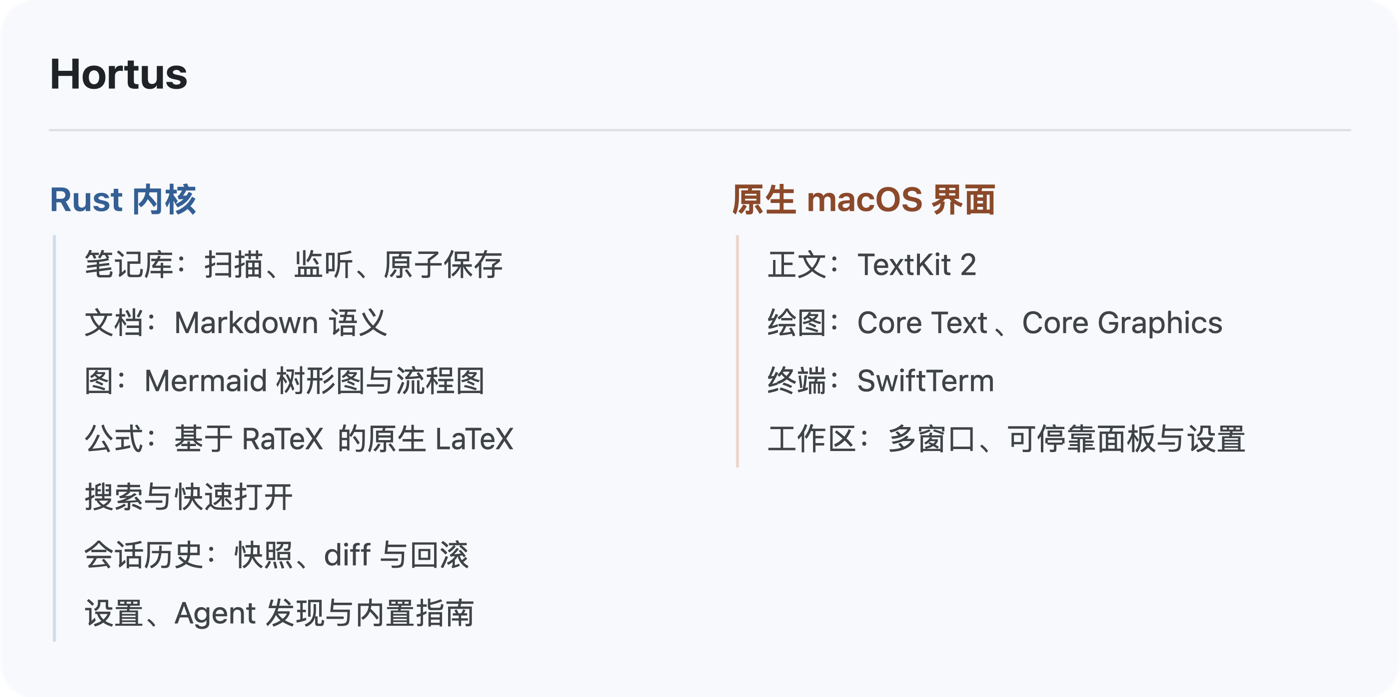 Hortus
Rust 内核
笔记库：扫描、监听、原子保存
文档：Markdown 语义
图：Mermaid 树形图与流程图
公式：基于 RaTeX 的原生 LaTeX
搜索与快速打开
会话历史：快照、diff 与回滚
设置、Agent 发现与内置指南
原生 macOS 界面
正文：TextKit 2
绘图：Core Text、Core Graphics
终端：SwiftTerm
工作区：多窗口、可停靠面板与设置